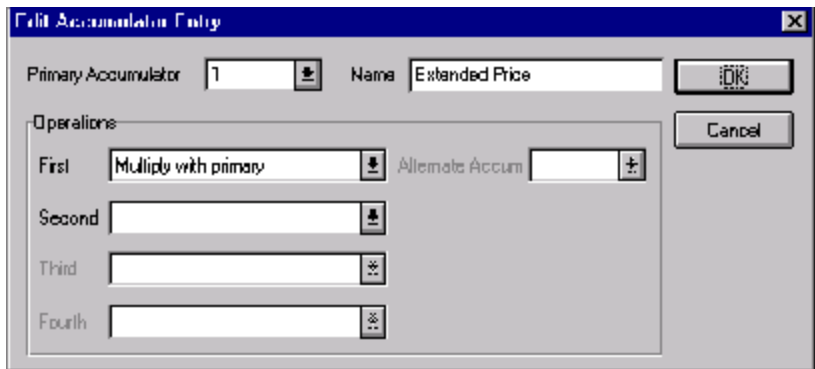 Edit Accumulator Entry
Primary Accumulator 1 Name Extended Price OK
Operations
Cancel
First Multiply with primary Alternate Accum
Second
Third
Fourth